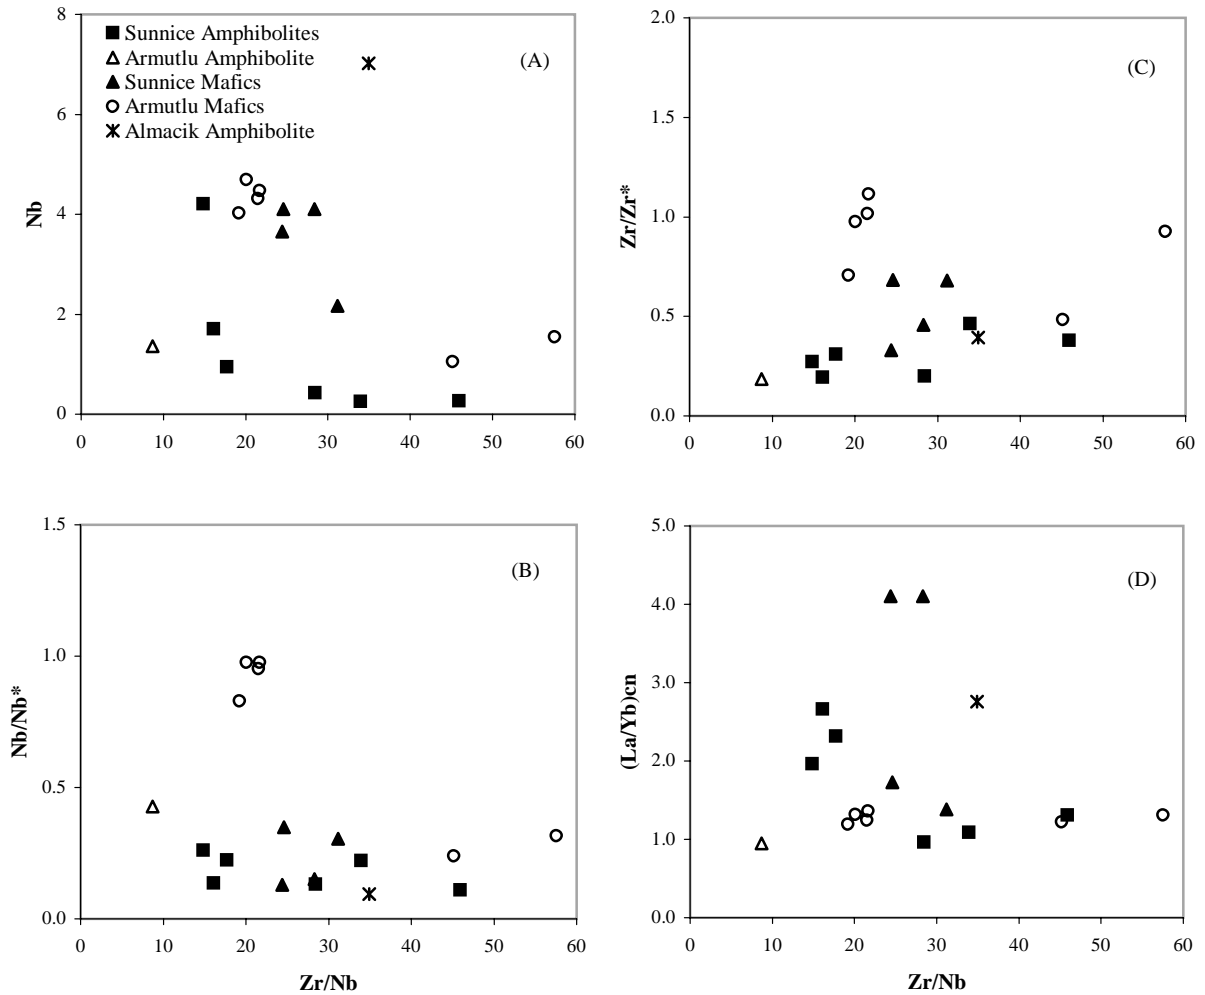 8
6
4
2
0
Nb
Sunnice Amphibolites
Armutlu Amphibolite
Sunnice Mafics
Armutlu Mafics
Almacik Amphibolite
(A)
0 10 20 30 40 50 60
2.0
1.5
1.0
0.5
0.0
Zr/Zr*
(C)
0 10 20 30 40 50 60
1.5
1.0
0.5
0.0
Nb/Nb*
(B)
0 10 20 30 40 50 60
Zr/Nb
5.0
4.0
3.0
2.0
1.0
0.0
(La/Yb)cn
(D)
0 10 20 30 40 50 60
Zr/Nb